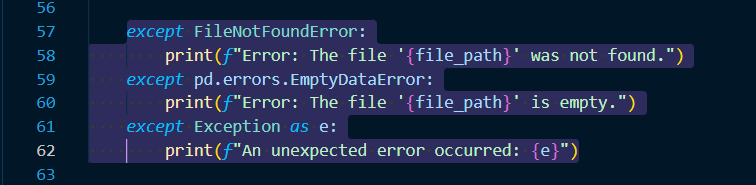 56
57 except FileNotFoundError:
58 print(f"Error: The file '{file_path}' was not found.")
59 except pd.errors.EmptyDataError:
60 print(f"Error: The file '{file_path}' is empty.")
61 except Exception as e:
62 print(f"An unexpected error occurred: {e}")
63